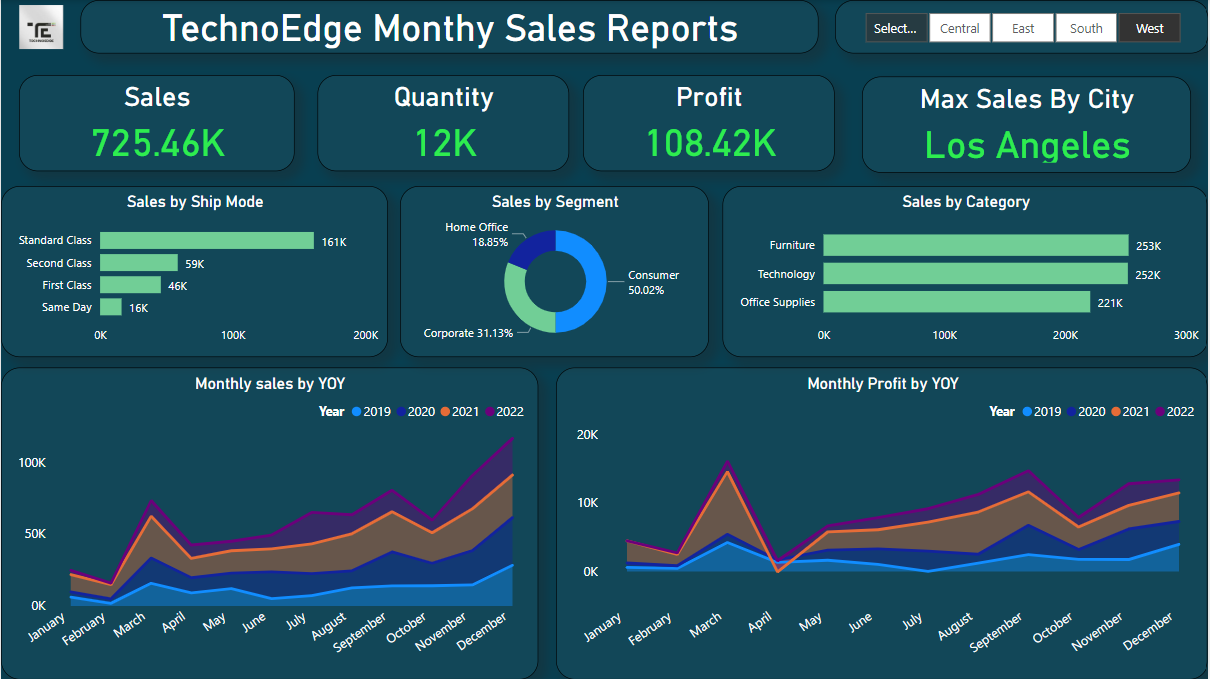 TE
TECHNOEDGE
TechnoEdge Monthy Sales Reports
Select...
Central
East
South
West
Sales
725.46K
Quantity
12K
Profit
108.42K
Max Sales By City
Los Angeles
Sales by Ship Mode
Standard Class
161K
Second Class
59K
First Class
46K
Same Day
16K
0K
100K
200K
Sales by Segment
Home Office
18.85%
Consumer
50.02%
Corporate 31.13%
Sales by Category
Furniture
253K
Technology
252K
Office Supplies
221K
0K
100K
200K
300K
Monthly sales by YOY
Year 2019 2020 2021 2022
100K
50K
0K
January
February
March
April
May
June
July
August
September
October
November
December
Monthly Profit by YOY
Year 2019 2020 2021 2022
20K
10K
0K
January
February
March
April
May
June
July
August
September
October
November
December